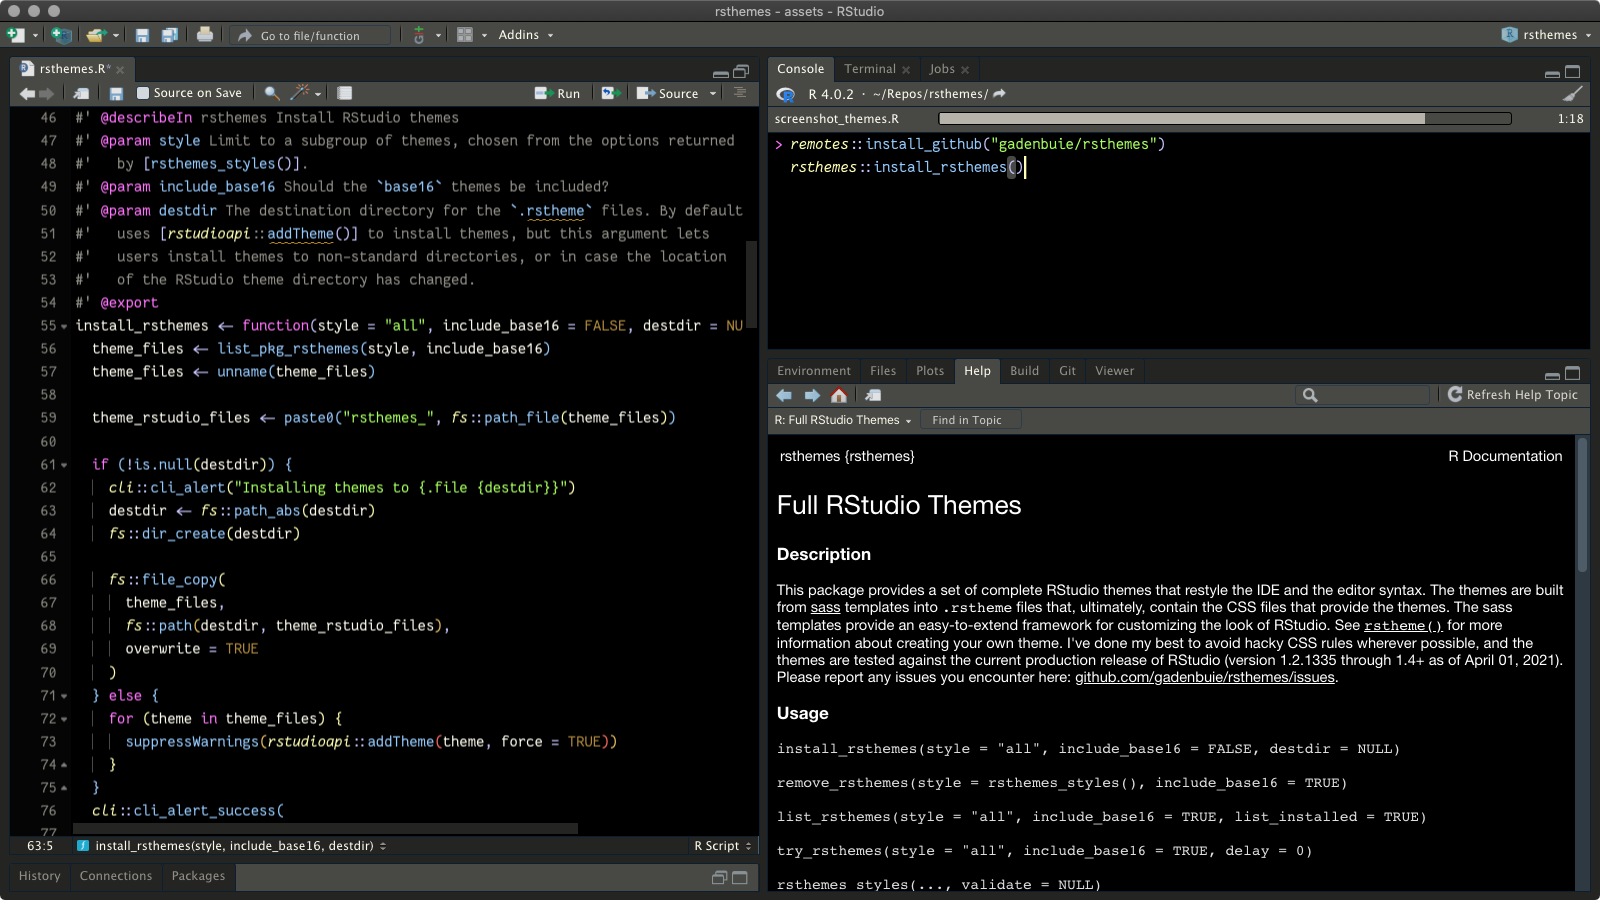 rsthemes - assets - RStudio
Go to file/function
Addins
rsthemes
rsthemes.R*
Source on Save
Run
Source
46 #' @describeIn rsthemes Install RStudio themes
47 #' @param style Limit to a subgroup of themes, chosen from the options returned
48 #'   by [rsthemes_styles()].
49 #' @param include_base16 Should the `base16` themes be included?
50 #' @param destdir The destination directory for the `.rstheme` files. By default
51 #'   uses [rstudioapi::addTheme()] to install themes, but this argument lets
52 #'   users install themes to non-standard directories, or in case the location
53 #'   of the RStudio theme directory has changed.
54 #' @export
55 install_rsthemes <- function(style = "all", include_base16 = FALSE, destdir = NU
56   theme_files <- list_pkg_rsthemes(style, include_base16)
57   theme_files <- unname(theme_files)
58
59   theme_rstudio_files <- paste0("rsthemes_", fs::path_file(theme_files))
60
61   if (!is.null(destdir)) {
62     cli::cli_alert("Installing themes to {.file {destdir}}")
63     destdir <- fs::path_abs(destdir)
64     fs::dir_create(destdir)
65
66     fs::file_copy(
67       theme_files,
68       fs::path(destdir, theme_rstudio_files),
69       overwrite = TRUE
70     )
71   } else {
72     for (theme in theme_files) {
73       suppressWarnings(rstudioapi::addTheme(theme, force = TRUE))
74     }
75   }
76   cli::cli_alert_success(
77
63:5 install_rsthemes(style, include_base16, destdir) R Script
History Connections Packages
Console Terminal Jobs
R 4.0.2 · ~/Repos/rsthemes/
screenshot_themes.R 1:18
> remotes::install_github("gadenbuie/rsthemes")
rsthemes::install_rsthemes()
Environment Files Plots Help Build Git Viewer
Refresh Help Topic
R: Full RStudio Themes Find in Topic
rsthemes {rsthemes} R Documentation
Full RStudio Themes
Description
This package provides a set of complete RStudio themes that restyle the IDE and the editor syntax. The themes are built
from sass templates into .rstheme files that, ultimately, contain the CSS files that provide the themes. The sass
templates provide an easy-to-extend framework for customizing the look of RStudio. See rstheme() for more
information about creating your own theme. I've done my best to avoid hacky CSS rules wherever possible, and the
themes are tested against the current production release of RStudio (version 1.2.1335 through 1.4+ as of April 01, 2021).
Please report any issues you encounter here: github.com/gadenbuie/rsthemes/issues.
Usage
install_rsthemes(style = "all", include_base16 = FALSE, destdir = NULL)
remove_rsthemes(style = rsthemes_styles(), include_base16 = TRUE)
list_rsthemes(style = "all", include_base16 = TRUE, list_installed = TRUE)
try_rsthemes(style = "all", include_base16 = TRUE, delay = 0)
rsthemes_styles(..., validate = NULL)